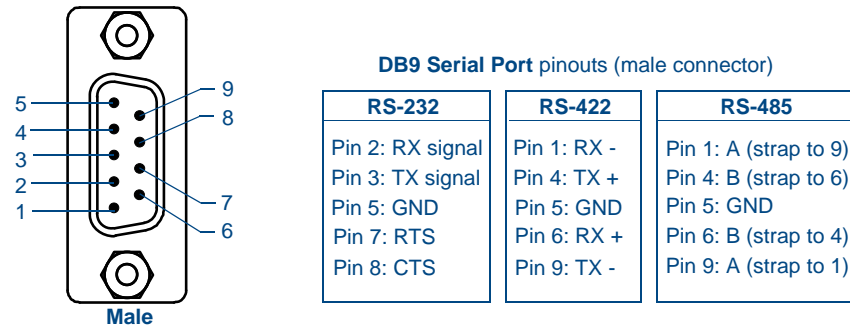 DB9 Serial Port pinouts (male connector)
5
4
3
2
1
9
8
7
6
Male
RS-232
Pin 2: RX signal
Pin 3: TX signal
Pin 5: GND
Pin 7: RTS
Pin 8: CTS
RS-422
Pin 1: RX -
Pin 4: TX +
Pin 5: GND
Pin 6: RX +
Pin 9: TX -
RS-485
Pin 1: A (strap to 9)
Pin 4: B (strap to 6)
Pin 5: GND
Pin 6: B (strap to 4)
Pin 9: A (strap to 1)